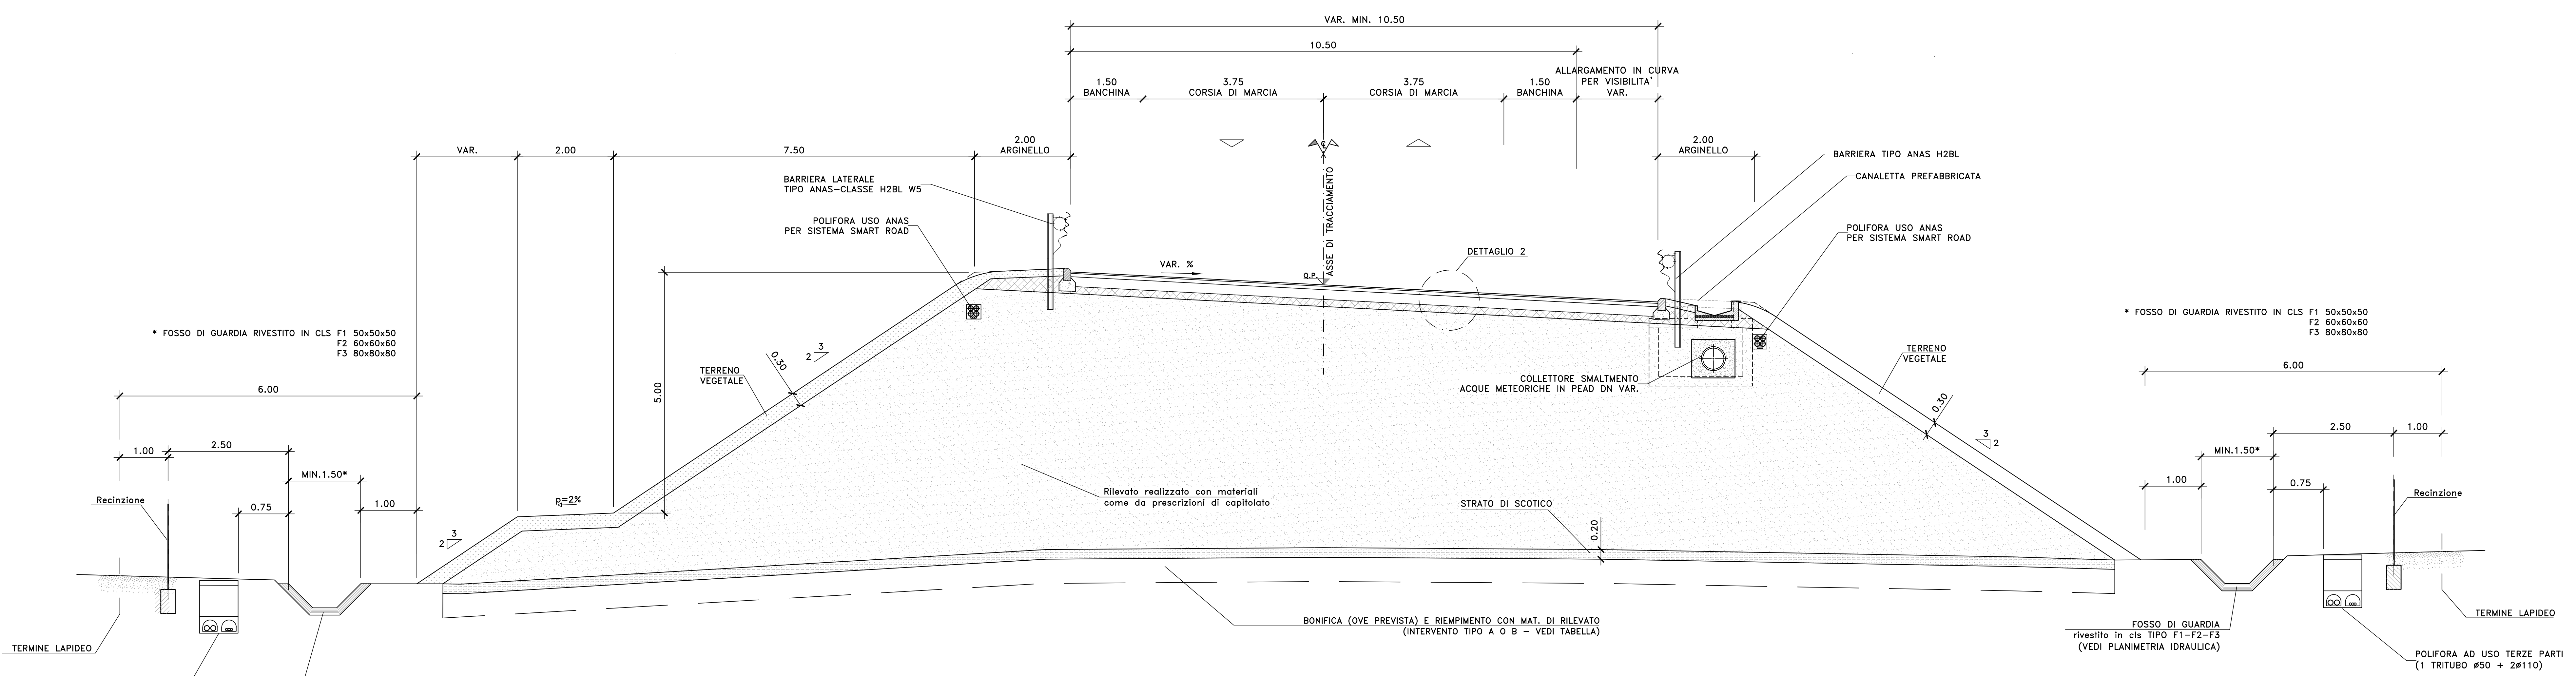 VAR. MIN. 10.50
10.50
ALLARGAMENTO IN CURVA
PER VISIBILITA'
VAR.
1.50
BANCHINA
3.75
CORSIA DI MARCIA
3.75
CORSIA DI MARCIA
1.50
BANCHINA
VAR.
2.00
7.50
2.00
ARGINELLO
2.00
ARGINELLO
BARRIERA LATERALE
TIPO ANAS-CLASSE H2BL W5
POLIFORA USO ANAS
PER SISTEMA SMART ROAD
ASSE DI TRACCIAMENTO
BARRIERA TIPO ANAS H2BL
CANALETTA PREFABBRICATA
POLIFORA USO ANAS
PER SISTEMA SMART ROAD
DETTAGLIO 2
VAR. %
Q.P.
* FOSSO DI GUARDIA RIVESTITO IN CLS F1 50x50x50
F2 60x60x60
F3 80x80x80
* FOSSO DI GUARDIA RIVESTITO IN CLS F1 50x50x50
F2 60x60x60
F3 80x80x80
3
2
0.30
TERRENO
VEGETALE
5.00
COLLETTORE SMALTMENTO
ACQUE METEORICHE IN PEAD DN VAR.
TERRENO
VEGETALE
0.30
3
2
6.00
2.50
1.00
MIN.1.50*
0.75
1.00
Recinzione
p=2%
3
2
Rilevato realizzato con materiali
come da prescrizioni di capitolato
STRATO DI SCOTICO
0.20
6.00
2.50
1.00
MIN.1.50*
1.00
0.75
Recinzione
TERMINE LAPIDEO
BONIFICA (OVE PREVISTA) E RIEMPIMENTO CON MAT. DI RILEVATO
(INTERVENTO TIPO A O B - VEDI TABELLA)
FOSSO DI GUARDIA
rivestito in cls TIPO F1-F2-F3
(VEDI PLANIMETRIA IDRAULICA)
TERMINE LAPIDEO
POLIFORA AD USO TERZE PARTI
(1 TRITUBO ø50 + 2ø110)